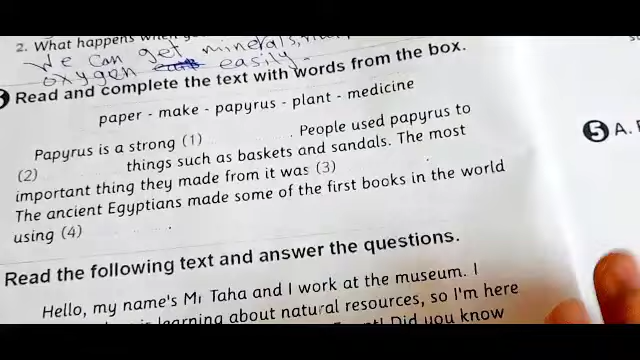 2. What happens when
We can get minerals,
oxygen easily.
Read and complete the text with words from the box.
paper - make - papyrus - plant - medicine
Papyrus is a strong (1) . People used papyrus to
(2) things such as baskets and sandals. The most
important thing they made from it was (3)
The ancient Egyptians made some of the first books in the world
using (4) .
5 A.
Read the following text and answer the questions.
Hello, my name's Mr Taha and I work at the museum. I
learning about natural resources, so I'm here
Did you know